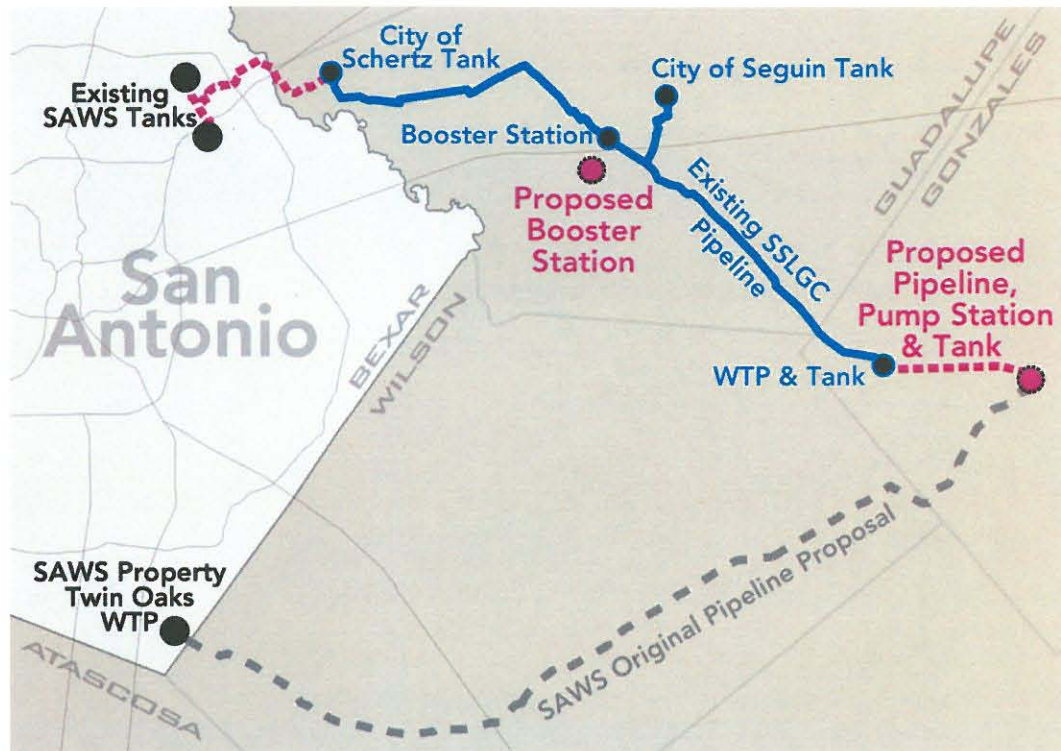 City of
Schertz Tank
City of Seguin Tank
Existing
SAWS Tanks
Booster Station
GUADALUPE
GONZALES
Proposed
Booster
Station
Existing SSLGC
Pipeline
San
Antonio
BEXAR
WILSON
Proposed
Pipeline,
Pump Station
& Tank
WTP & Tank
SAWS Original Pipeline Proposal
SAWS Property
Twin Oaks
WTP
ATASCOSA